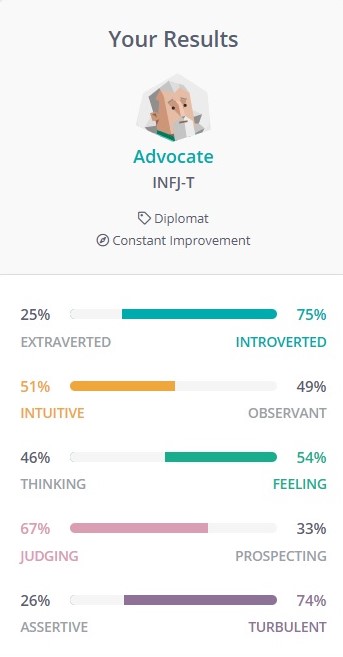 Your Results
Advocate
INFJ-T
Diplomat
Constant Improvement
25% 75%
EXTRAVERTED INTROVERTED
51% 49%
INTUITIVE OBSERVANT
46% 54%
THINKING FEELING
67% 33%
JUDGING PROSPECTING
26% 74%
ASSERTIVE TURBULENT